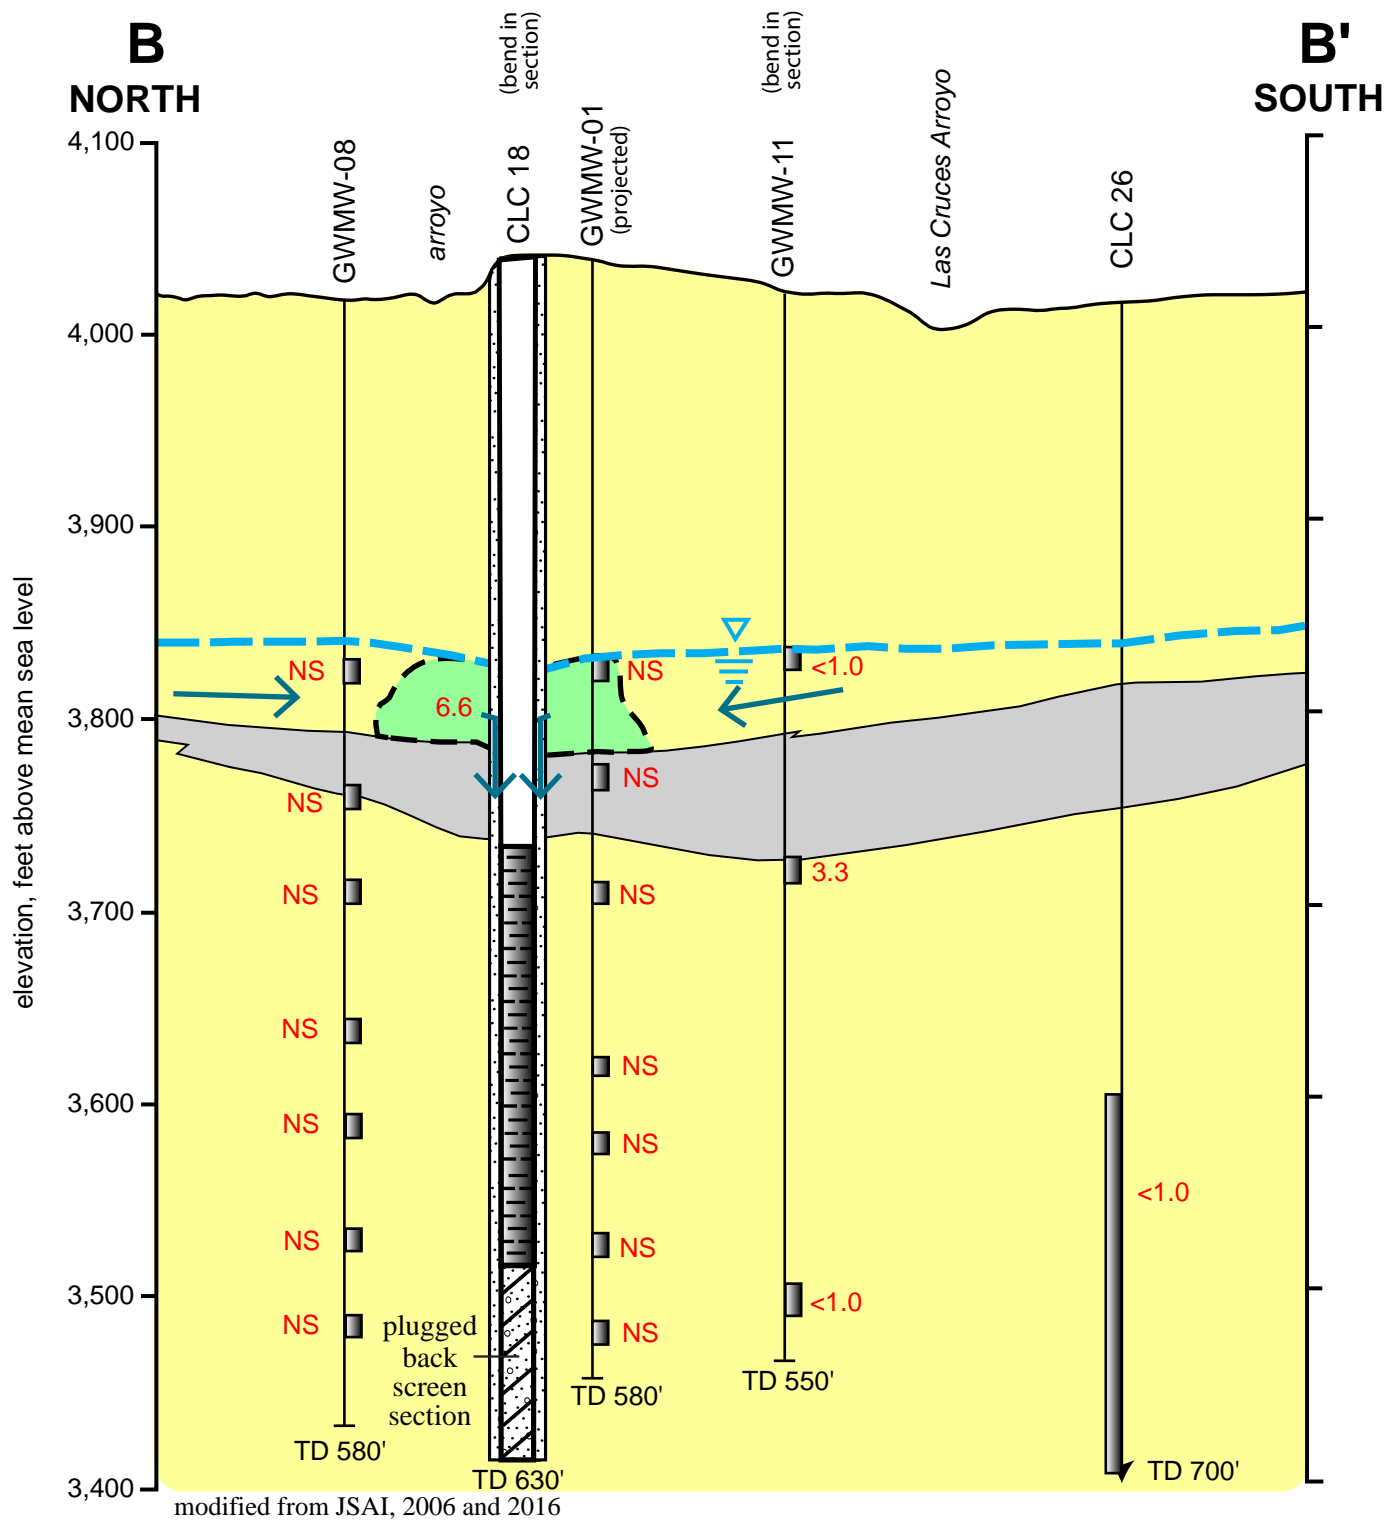 B
NORTH
B'
SOUTH
(bend in
section)
(bend in
section)
GWMW-08
arroyo
CLC 18
GWMW-01
(projected)
GWMW-11
Las Cruces Arroyo
CLC 26
elevation, feet above mean sea level
4,100
4,000
3,900
3,800
3,700
3,600
3,500
3,400
NS
NS
NS
NS
NS
NS
NS
6.6
NS
NS
NS
NS
NS
NS
NS
<1.0
3.3
<1.0
<1.0
plugged
back
screen
section
TD 580'
TD 630'
TD 580'
TD 550'
TD 700'
modified from JSAI, 2006 and 2016